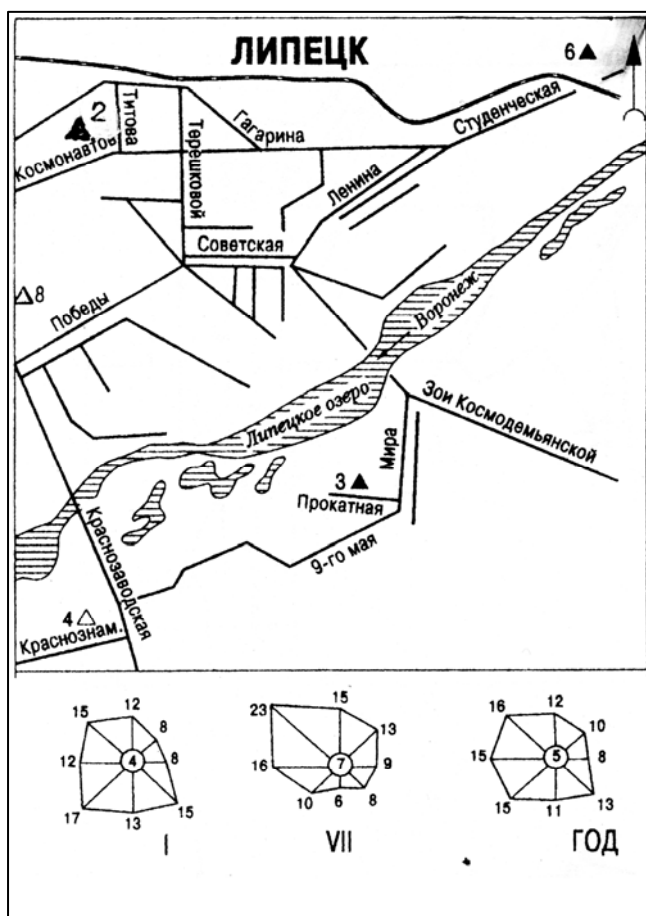 ЛИПЕЦК
6
2
Титова
Терешковой
Гагарина
Студенческая
Космонавтов
Ленина
Советская
8
Победы
Воронеж
Липецкое озеро
Зои Космодемьянской
Мира
3
Прокатная
9-го мая
Краснозаводская
4
Краснознам.
15 12 8
12 4 8
17 13 15
I
23 15 13
16 7 9
10 6 8
VII
16 12 10
15 5 8
15 11 13
ГОД